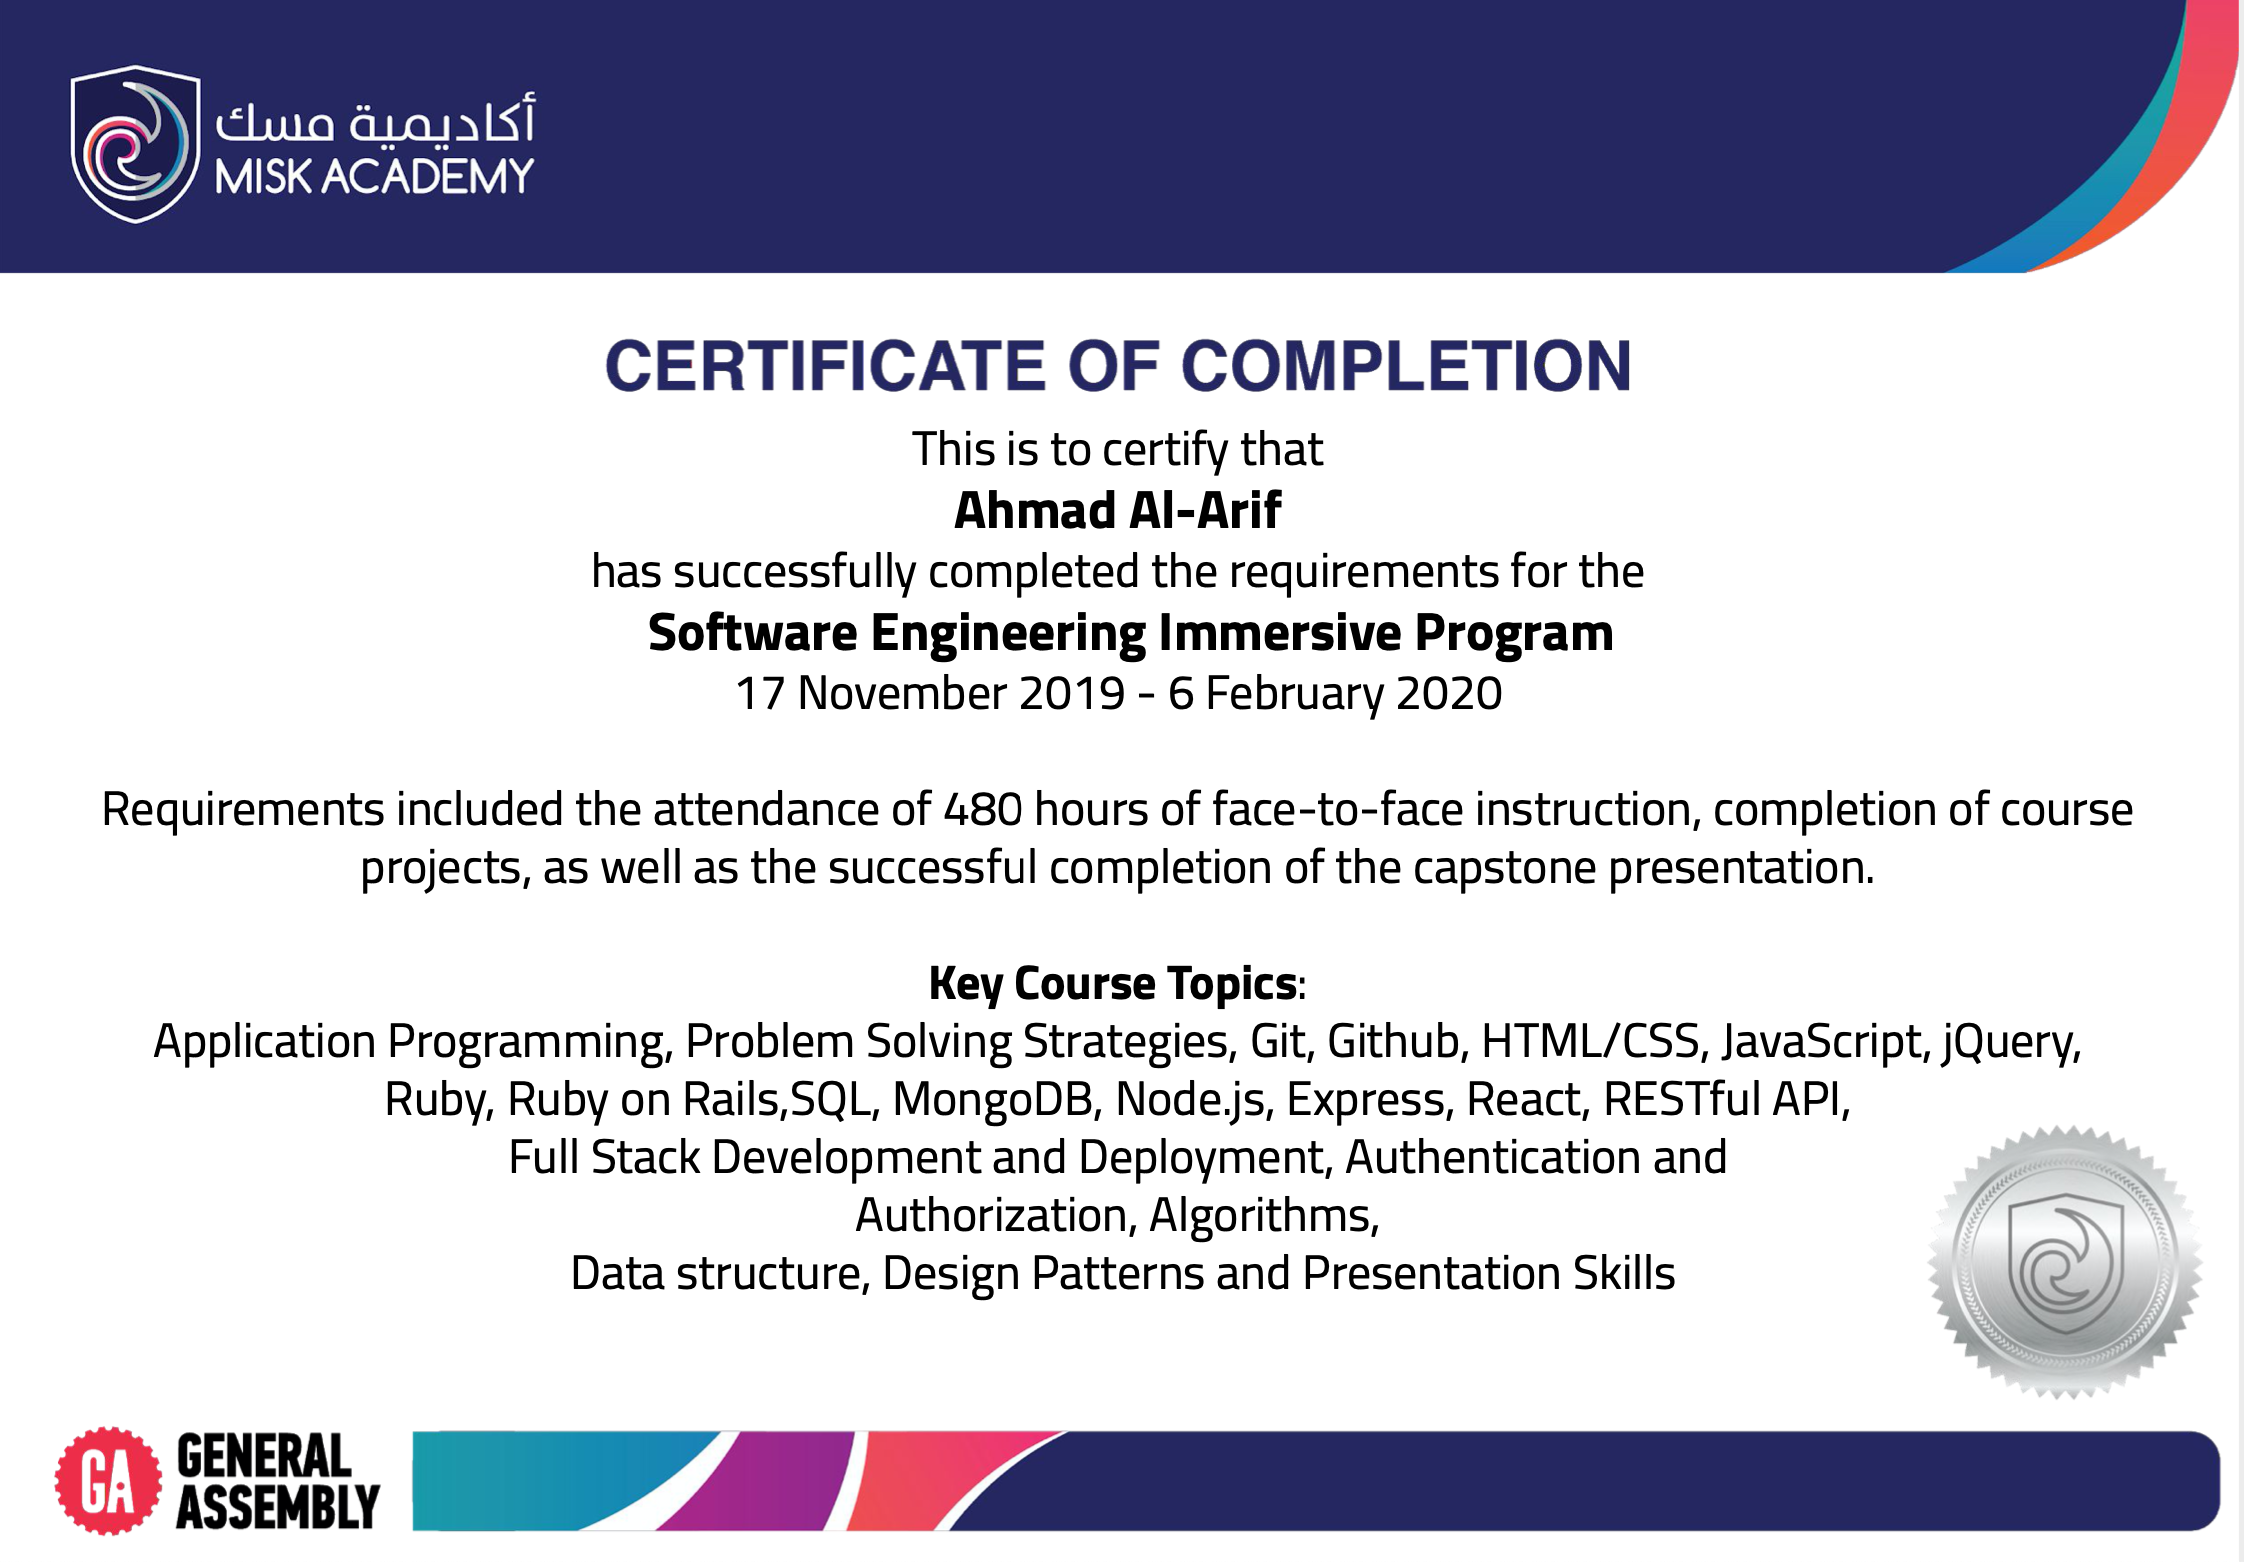 أكاديمية مسك
MISK ACADEMY
CERTIFICATE OF COMPLETION
This is to certify that
Ahmad Al-Arif
has successfully completed the requirements for the
Software Engineering Immersive Program
17 November 2019 - 6 February 2020
Requirements included the attendance of 480 hours of face-to-face instruction, completion of course
projects, as well as the successful completion of the capstone presentation.
Key Course Topics:
Application Programming, Problem Solving Strategies, Git, Github, HTML/CSS, JavaScript, jQuery,
Ruby, Ruby on Rails,SQL, MongoDB, Node.js, Express, React, RESTful API,
Full Stack Development and Deployment, Authentication and
Authorization, Algorithms,
Data structure, Design Patterns and Presentation Skills
GA
GENERAL
ASSEMBLY